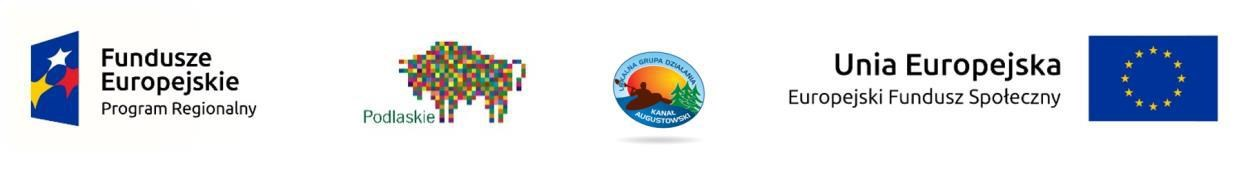 Fundusze
Europejskie
Program Regionalny
Podlaskie
LOKALNA GRUPA DZIAŁANIA
KANAŁ
AUGUSTOWSKI
Unia Europejska
Europejski Fundusz Społeczny